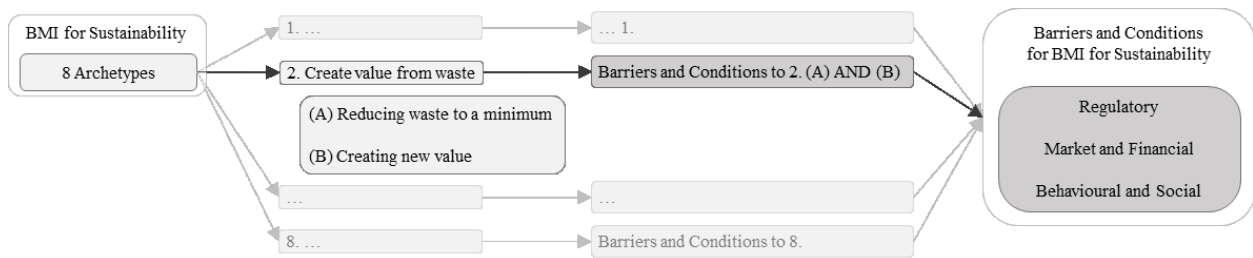 BMI for Sustainability
8 Archetypes
1. …
2. Create value from waste
(A) Reducing waste to a minimum
(B) Creating new value
…
8. …
… 1.
Barriers and Conditions to 2. (A) AND (B)
…
Barriers and Conditions to 8.
Barriers and Conditions
for BMI for Sustainability
Regulatory
Market and Financial
Behavioural and Social